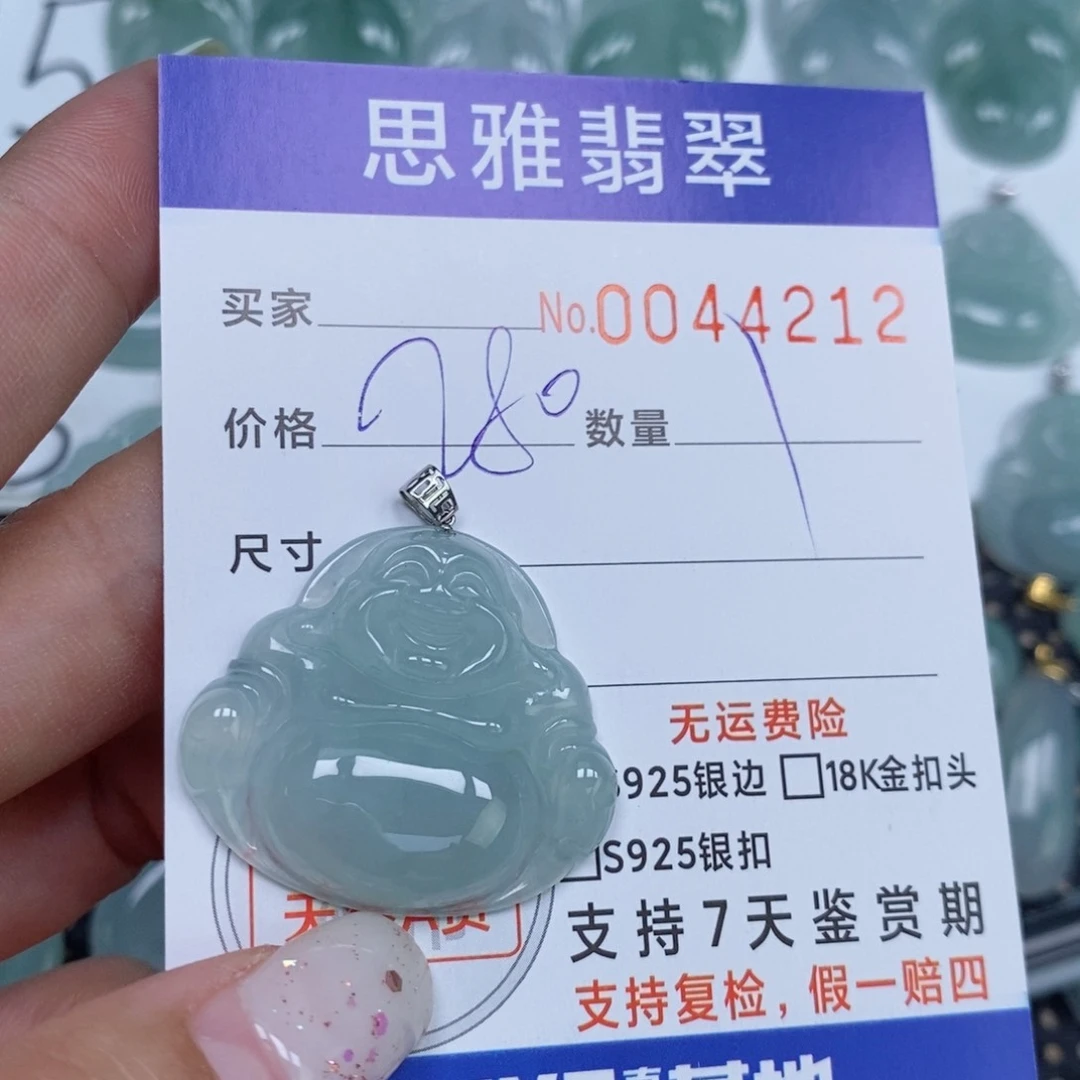 思雅翡翠
买家 No.0044212
价格 780 数量 1
尺寸
无运费险
S925银边 18K金扣头
S925银扣
支持7天鉴赏期
支持复检，假一赔四